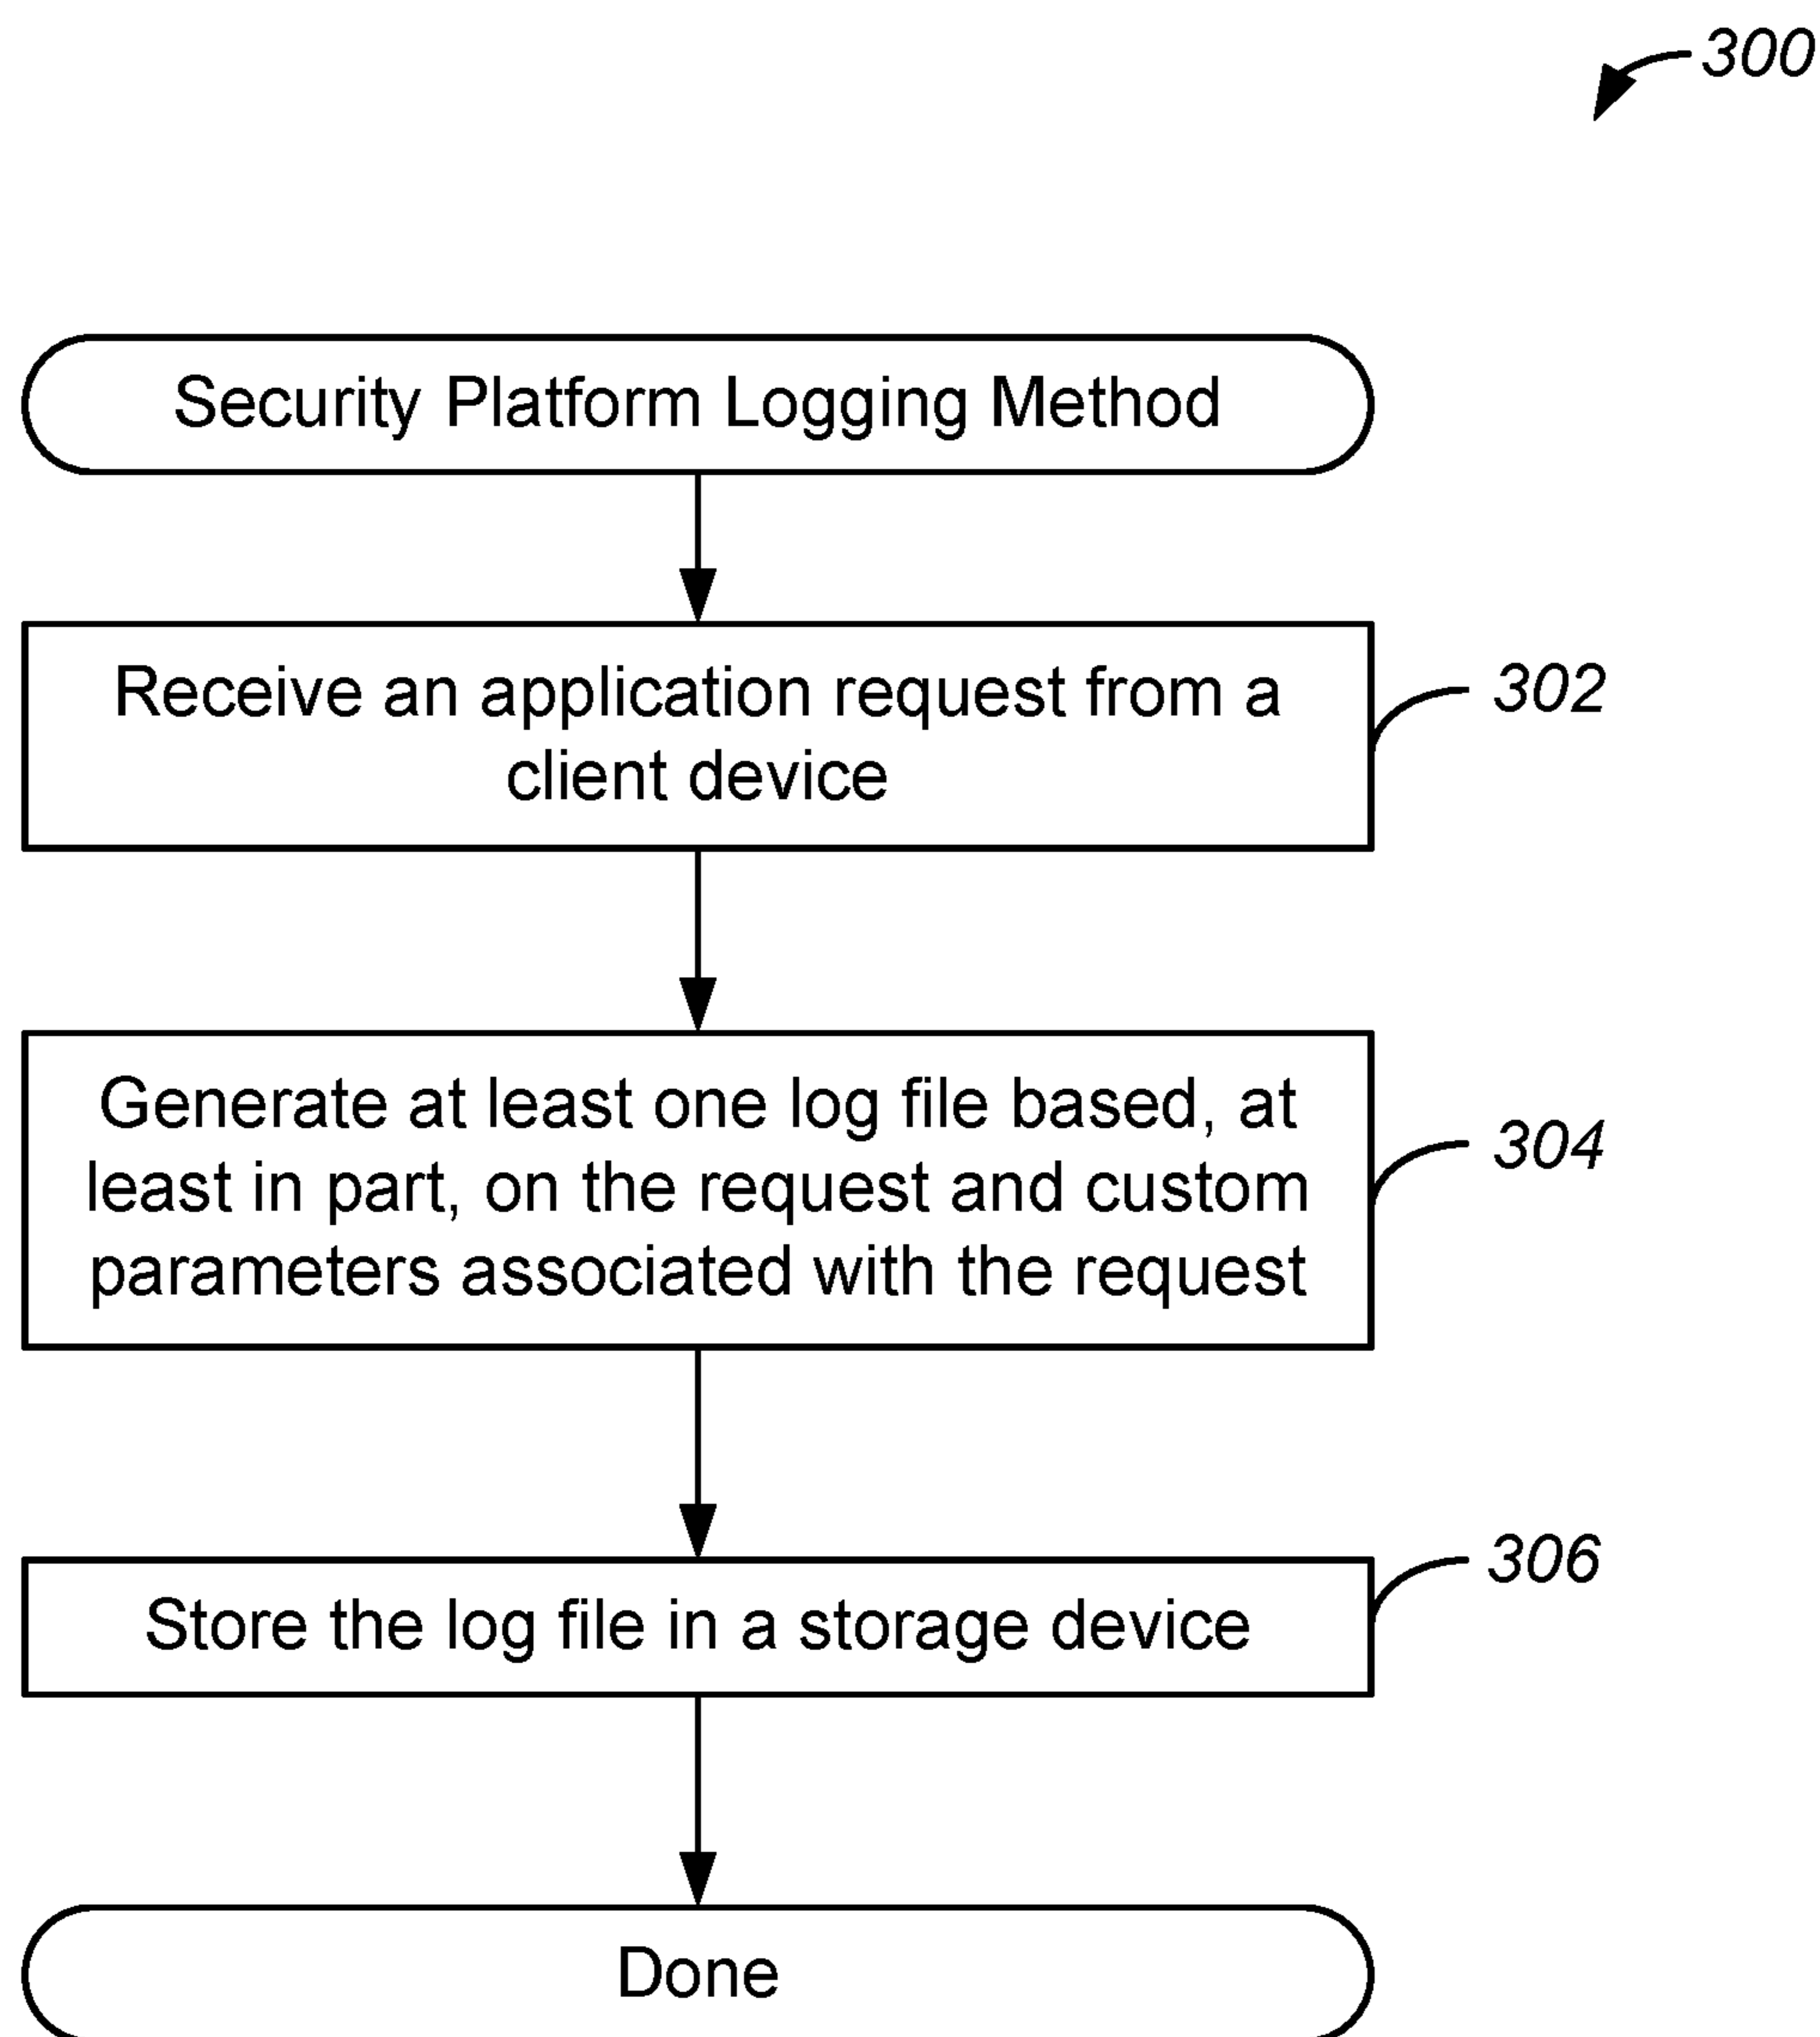 300
Security Platform Logging Method
Receive an application request from a
client device
302
Generate at least one log file based, at
least in part, on the request and custom
parameters associated with the request
304
Store the log file in a storage device
306
Done